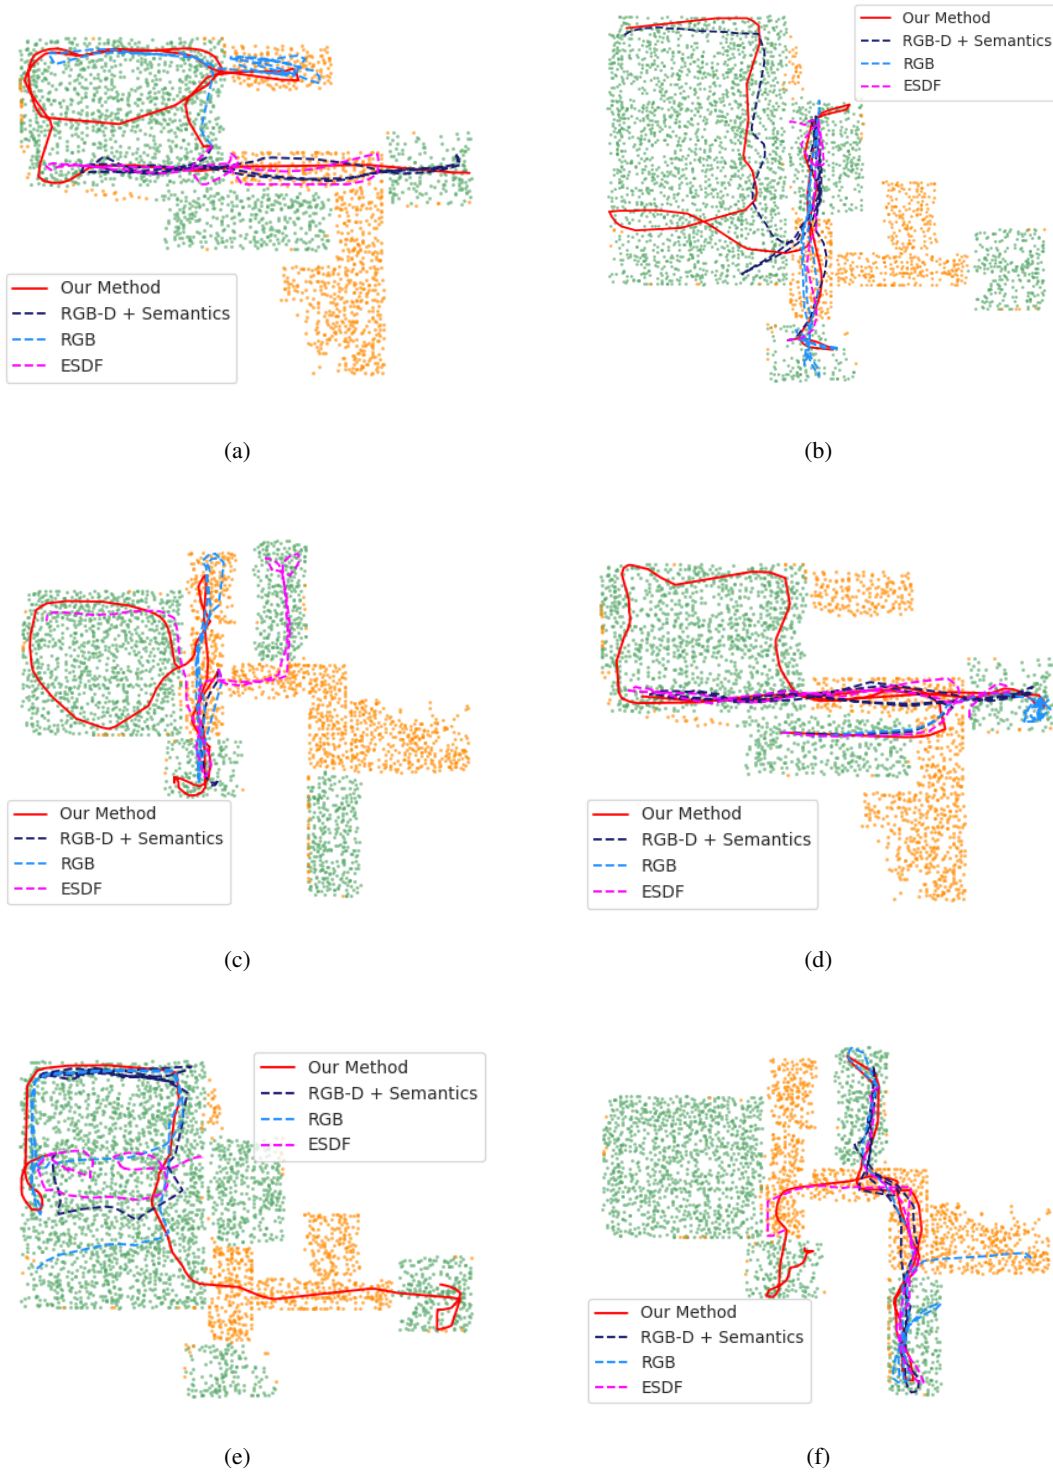 Our Method
RGB-D + Semantics
RGB
ESDF
(a)
Our Method
RGB-D + Semantics
RGB
ESDF
(b)
Our Method
RGB-D + Semantics
RGB
ESDF
(c)
Our Method
RGB-D + Semantics
RGB
ESDF
(d)
Our Method
RGB-D + Semantics
RGB
ESDF
(e)
Our Method
RGB-D + Semantics
RGB
ESDF
(f)